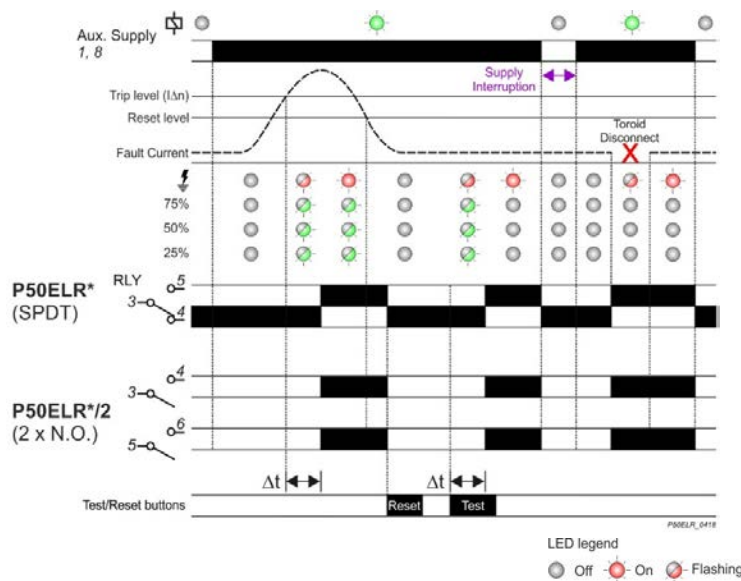 Aux. Supply
1, 8
Supply
Interruption
Trip level (IΔn)
Reset level
Toroid
Disconnect
Fault Current
75%
50%
25%
P50ELR*
(SPDT)
RLY
5
3
4
4
3
P50ELR*/2
(2 x N.O.)
6
5
Δt
Δt
Test/Reset buttons
Reset
Test
P50ELR_0418
LED legend
Off
On
Flashing